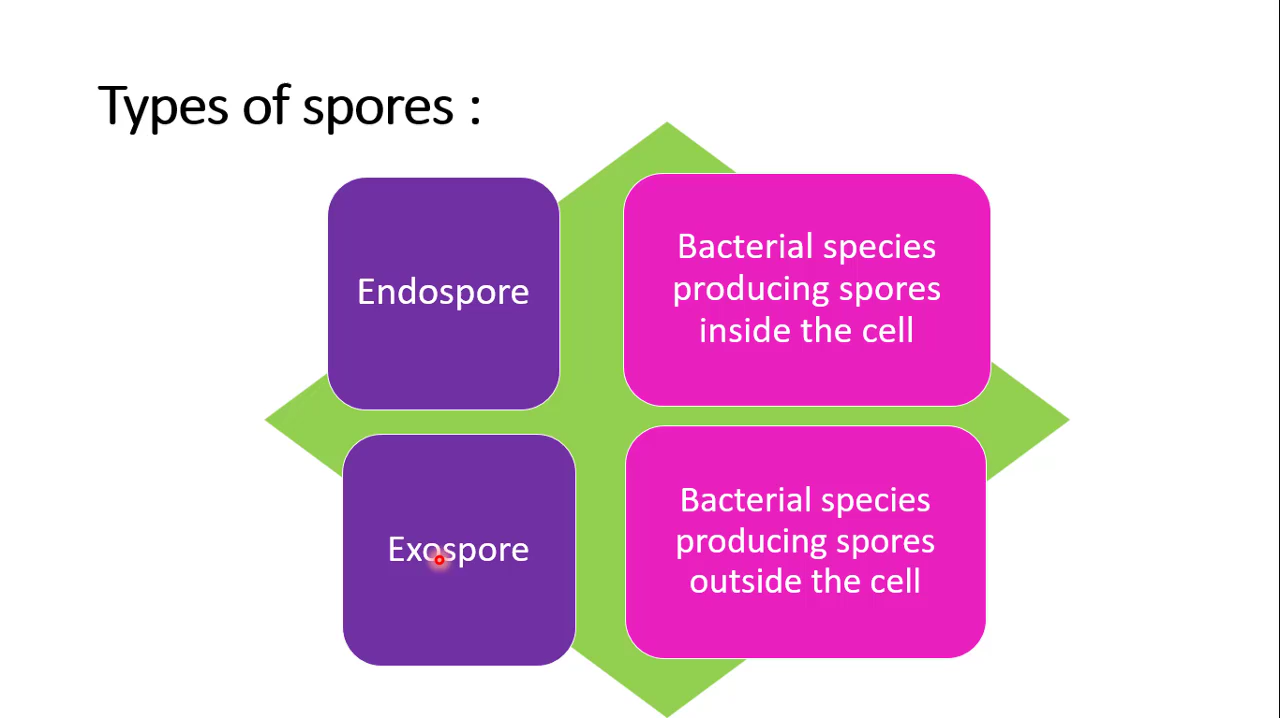 Types of spores :
Endospore
Bacterial species
producing spores
inside the cell
Exospore
Bacterial species
producing spores
outside the cell